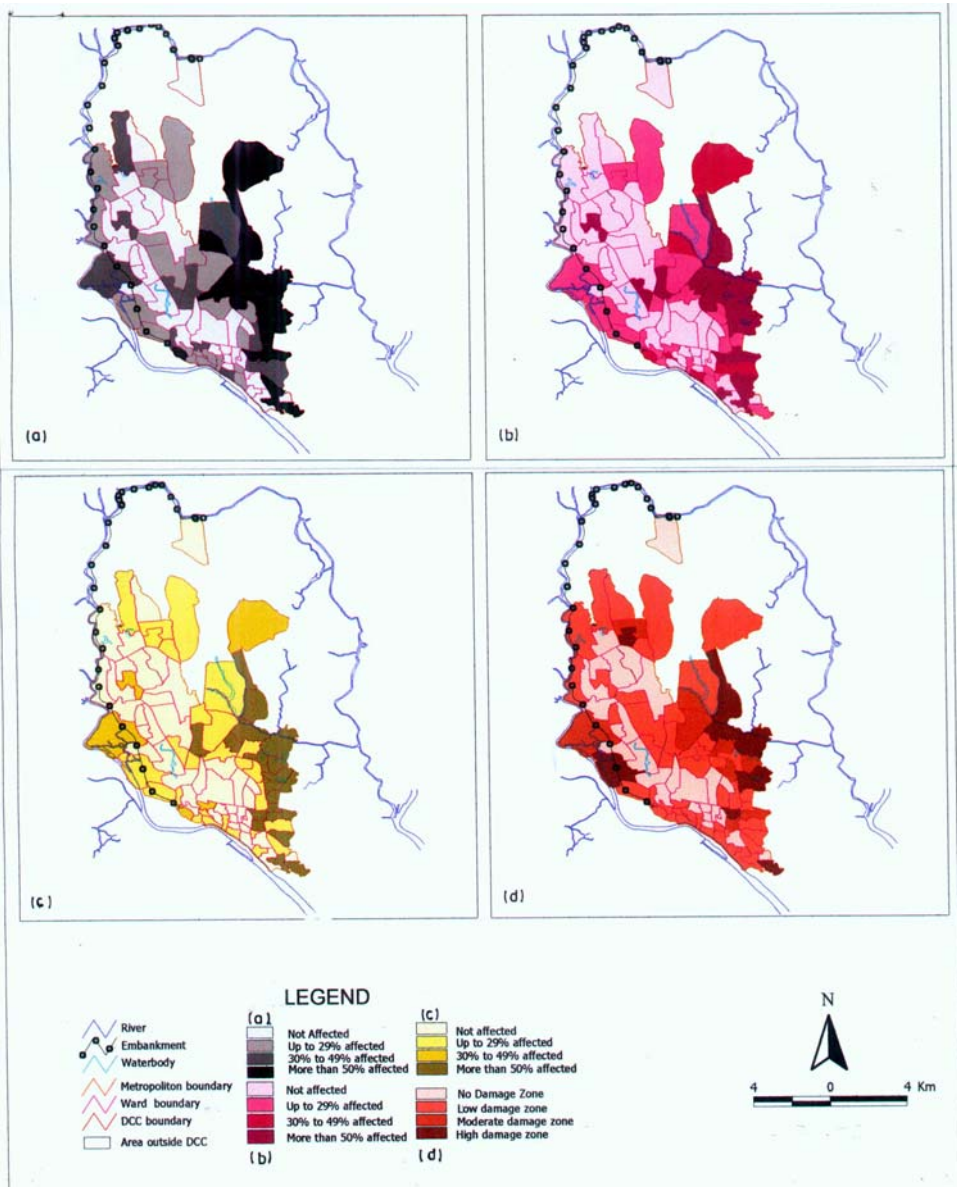 (a)
(b)
(c)
(d)
LEGEND
River
Embankment
Waterbody
Metropoliton boundary
Ward boundary
DCC boundary
Area outside DCC
(a)
Not Affected
Up to 29% affected
30% to 49% affected
More than 50% affected
Not affected
Up to 29% affected
30% to 49% affected
More than 50% affected
(b)
(c)
Not affected
Up to 29% affected
30% to 49% affected
More than 50% affected
No Damage Zone
Low damage zone
Moderate damage zone
High damage zone
(d)
N
4 0 4 Km